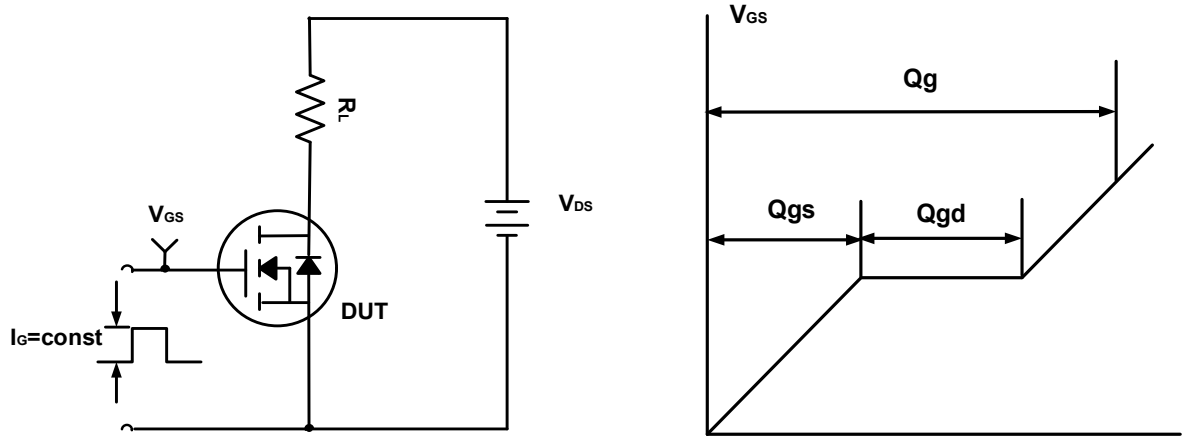 RL
VGS
VDS
DUT
IG=const
VGS
Qg
Qgs
Qgd